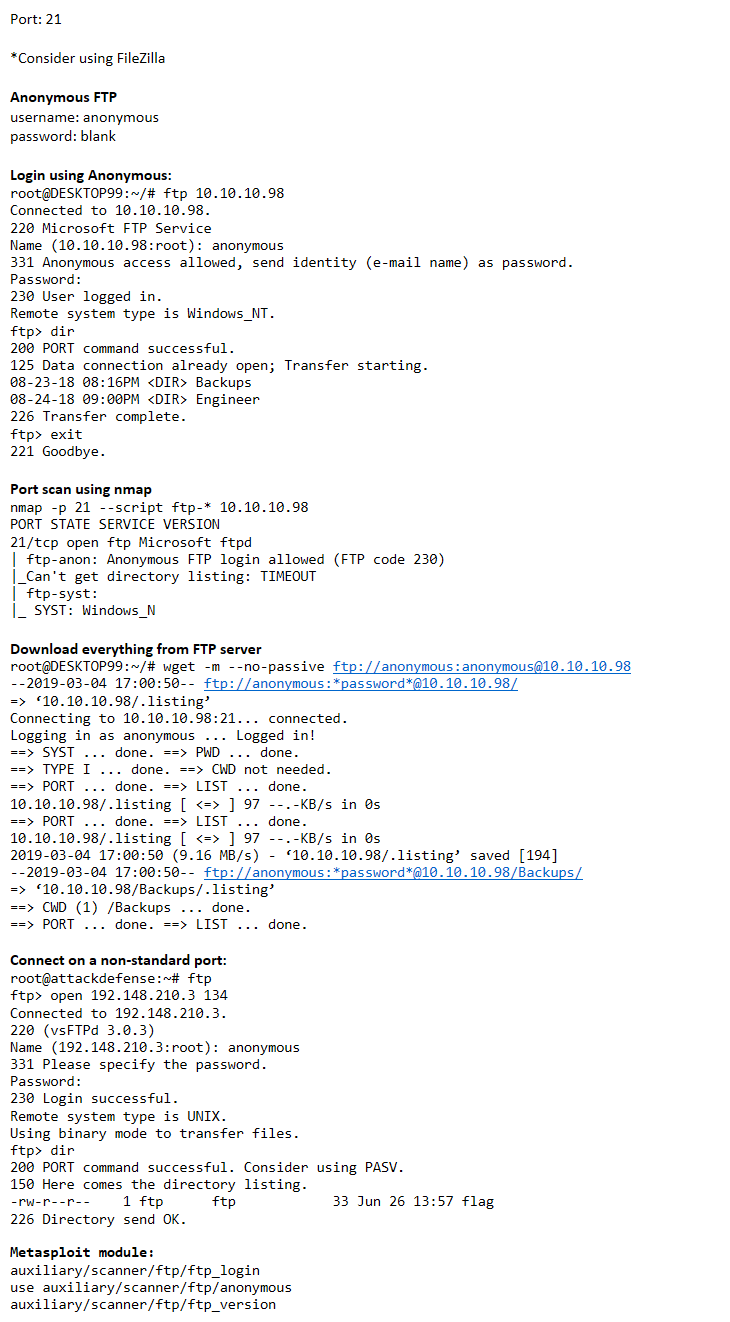 Port: 21
*Consider using FileZilla
Anonymous FTP
username: anonymous
password: blank
Login using Anonymous:
root@DESKTOP99:~/# ftp 10.10.10.98
Connected to 10.10.10.98.
220 Microsoft FTP Service
Name (10.10.10.98:root): anonymous
331 Anonymous access allowed, send identity (e-mail name) as password.
Password:
230 User logged in.
Remote system type is Windows_NT.
ftp> dir
200 PORT command successful.
125 Data connection already open; Transfer starting.
08-23-18 08:16PM <DIR> Backups
08-24-18 09:00PM <DIR> Engineer
226 Transfer complete.
ftp> exit
221 Goodbye.
Port scan using nmap
nmap -p 21 --script ftp-* 10.10.10.98
PORT STATE SERVICE VERSION
21/tcp open ftp Microsoft ftpd
| ftp-anon: Anonymous FTP login allowed (FTP code 230)
|_Can't get directory listing: TIMEOUT
| ftp-syst:
|_ SYST: Windows_N
Download everything from FTP server
root@DESKTOP99:~/# wget -m --no-passive ftp://anonymous:anonymous@10.10.10.98
--2019-03-04 17:00:50-- ftp://anonymous:*password*@10.10.10.98/
=> ‘10.10.10.98/.listing’
Connecting to 10.10.10.98:21... connected.
Logging in as anonymous ... Logged in!
==> SYST ... done. ==> PWD ... done.
==> TYPE I ... done. ==> CWD not needed.
==> PORT ... done. ==> LIST ... done.
10.10.10.98/.listing [ <=> ] 97 --.-KB/s in 0s
==> PORT ... done. ==> LIST ... done.
10.10.10.98/.listing [ <=> ] 97 --.-KB/s in 0s
2019-03-04 17:00:50 (9.16 MB/s) - ‘10.10.10.98/.listing’ saved [194]
--2019-03-04 17:00:50-- ftp://anonymous:*password*@10.10.10.98/Backups/
=> ‘10.10.10.98/Backups/.listing’
==> CWD (1) /Backups ... done.
==> PORT ... done. ==> LIST ... done.
Connect on a non-standard port:
root@attackdefense:~# ftp
ftp> open 192.148.210.3 134
Connected to 192.148.210.3.
220 (vsFTPd 3.0.3)
Name (192.148.210.3:root): anonymous
331 Please specify the password.
Password:
230 Login successful.
Remote system type is UNIX.
Using binary mode to transfer files.
ftp> dir
200 PORT command successful. Consider using PASV.
150 Here comes the directory listing.
-rw-r--r--    1 ftp      ftp            33 Jun 26 13:57 flag
226 Directory send OK.
Metasploit module:
auxiliary/scanner/ftp/ftp_login
use auxiliary/scanner/ftp/anonymous
auxiliary/scanner/ftp/ftp_version